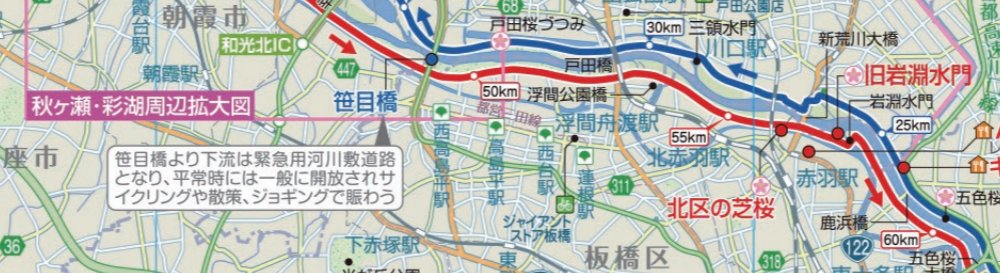 朝霞市
霞台駅
朝霞駅
和光北IC
447
68
戸田桜づつみ
戸田公園店
30km
三領水門
川口駅
新荒川大橋
戸田橋
50km
浮間公園橋
旧岩淵水門
岩淵水門
25km
秋ヶ瀬・彩湖周辺拡大図
笹目橋
都営
田線
西高島平駅
高島平駅
西台駅
蓮根駅
浮間舟渡駅
55km
北赤羽駅
赤羽駅
座市
笹目橋より下流は緊急用河川敷道路
となり、平常時には一般に開放されサ
イクリングや散策、ジョギングで賑わう
311
北区の芝桜
鹿浜橋
五色桜
60km
122
318
36
下赤塚駅
ジャイアント
ストア板橋
板橋区
五色桜